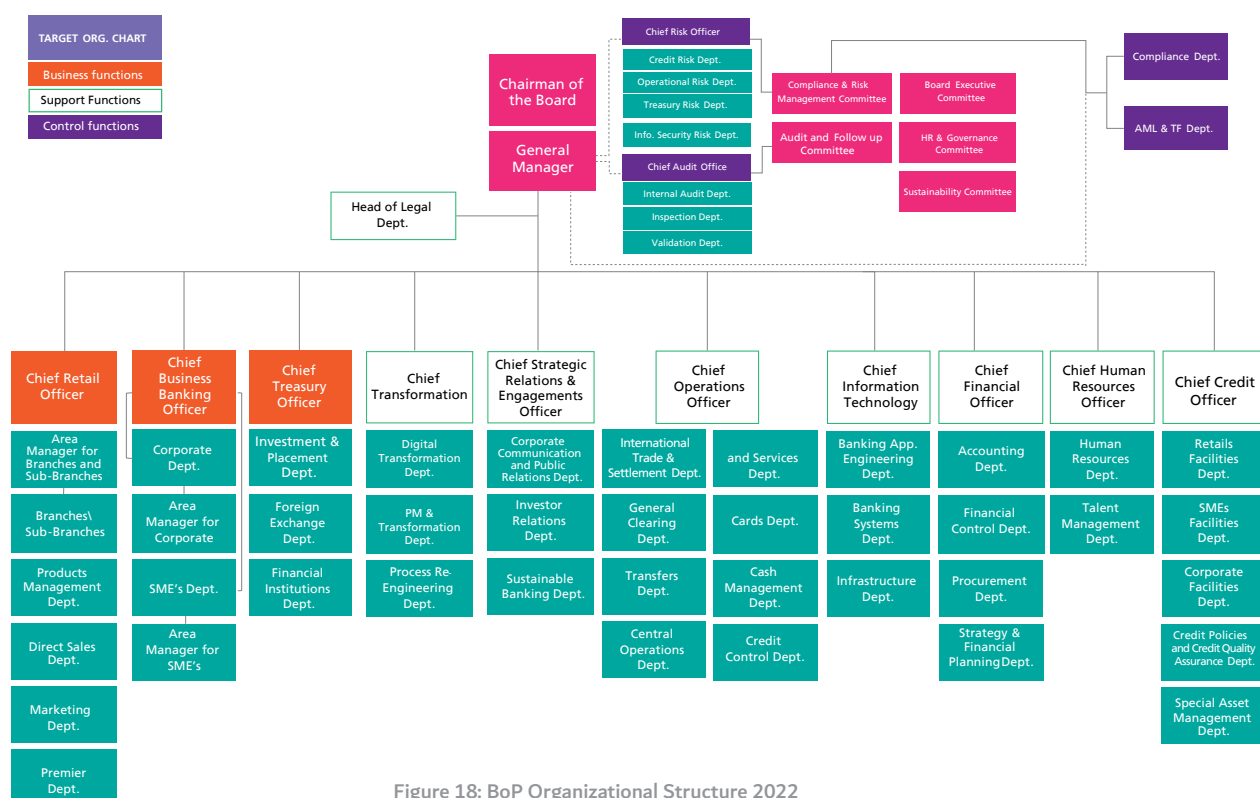 TARGET ORG. CHART
Business functions
Support Functions
Control functions
Chairman of
the Board
General
Manager
Head of Legal
Dept.
Chief Risk Officer
Credit Risk Dept.
Operational Risk Dept.
Treasury Risk Dept.
Info. Security Risk Dept.
Chief Audit Office
Internal Audit Dept.
Inspection Dept.
Validation Dept.
Compliance & Risk
Management Committee
Audit and Follow up
Committee
Board Executive
Committee
HR & Governance
Committee
Sustainability Committee
Compliance Dept.
AML & TF Dept.
Chief Retail
Officer
Area
Manager for
Branches and
Sub-Branches
Branches\
Sub-Branches
Products
Management
Dept.
Direct Sales
Dept.
Marketing
Dept.
Premier
Dept.
Chief
Business
Banking
Officer
Corporate
Dept.
Area
Manager for
Corporate
SME's Dept.
Area
Manager for
SME's
Chief
Treasury
Officer
Investment &
Placement
Dept.
Foreign
Exchange
Dept.
Financial
Institutions
Dept.
Chief
Transformation
Digital
Transformation
Dept.
PM &
Transformation
Dept.
Process Re-
Engineering
Dept.
Chief Strategic
Relations &
Engagements
Officer
Corporate
Communication
and Public
Relations Dept.
Investor
Relations
Dept.
Sustainable
Banking Dept.
Chief
Operations
Officer
International
Trade &
Settlement Dept.
General
Clearing
Dept.
Transfers
Dept.
Central
Operations
Dept.
and Services
Dept.
Cards Dept.
Cash
Management
Dept.
Credit
Control Dept.
Chief
Information
Technology
Banking App.
Engineering
Dept.
Banking
Systems
Dept.
Infrastructure
Dept.
Chief
Financial
Officer
Accounting
Dept.
Financial
Control Dept.
Procurement
Dept.
Strategy &
Financial
PlanningDept.
Chief Human
Resources
Officer
Human
Resources
Dept.
Talent
Management
Dept.
Chief Credit
Officer
Retails
Facilities
Dept.
SMEs
Facilities
Dept.
Corporate
Facilities
Dept.
Credit Policies
and Credit Quality
Assurance Dept.
Special Asset
Management
Dept.
Figure 18: BoP Organizational Structure 2022